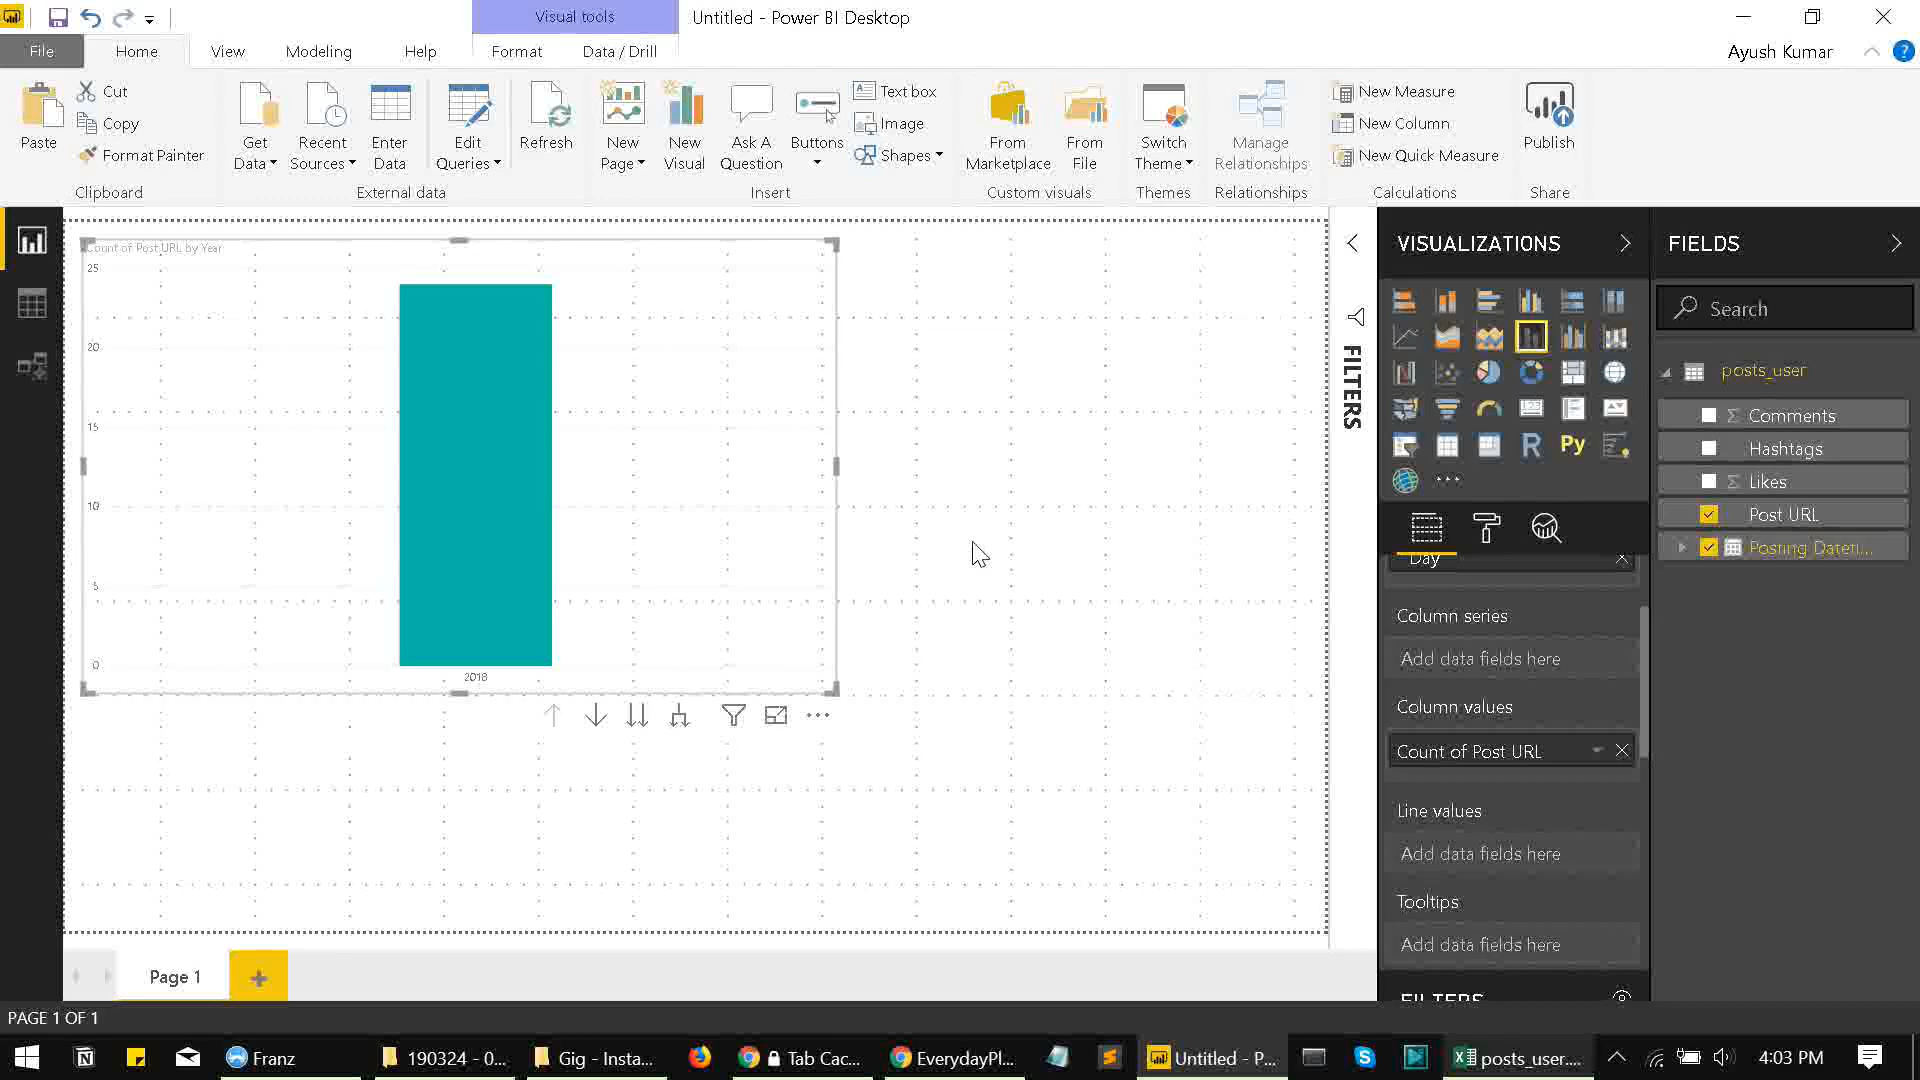 Visual tools
Untitled - Power BI Desktop
File
Home
View
Modeling
Help
Format
Data / Drill
Ayush Kumar
?
Paste
Cut
Copy
Format Painter
Clipboard
Get Data
Recent Sources
Enter Data
Edit Queries
Refresh
External data
New Page
New Visual
Ask A Question
Buttons
Text box
Image
Shapes
Insert
From Marketplace
From File
Custom visuals
Switch Theme
Themes
Manage Relationships
Relationships
New Measure
New Column
New Quick Measure
Calculations
Publish
Share
Count of Post URL by Year
25
20
15
10
5
0
2018
FILTERS
VISUALIZATIONS
R
Py
Day
Column series
Add data fields here
Column values
Count of Post URL
Line values
Add data fields here
Tooltips
Add data fields here
FILTERS
FIELDS
Search
posts_user
Comments
Hashtags
Likes
Post URL
Posting Dateti...
Page 1
PAGE 1 OF 1
Franz
190324 - 0...
Gig - Insta...
Tab Cac...
EverydayPl...
Untitled - P...
posts_user....
4:03 PM